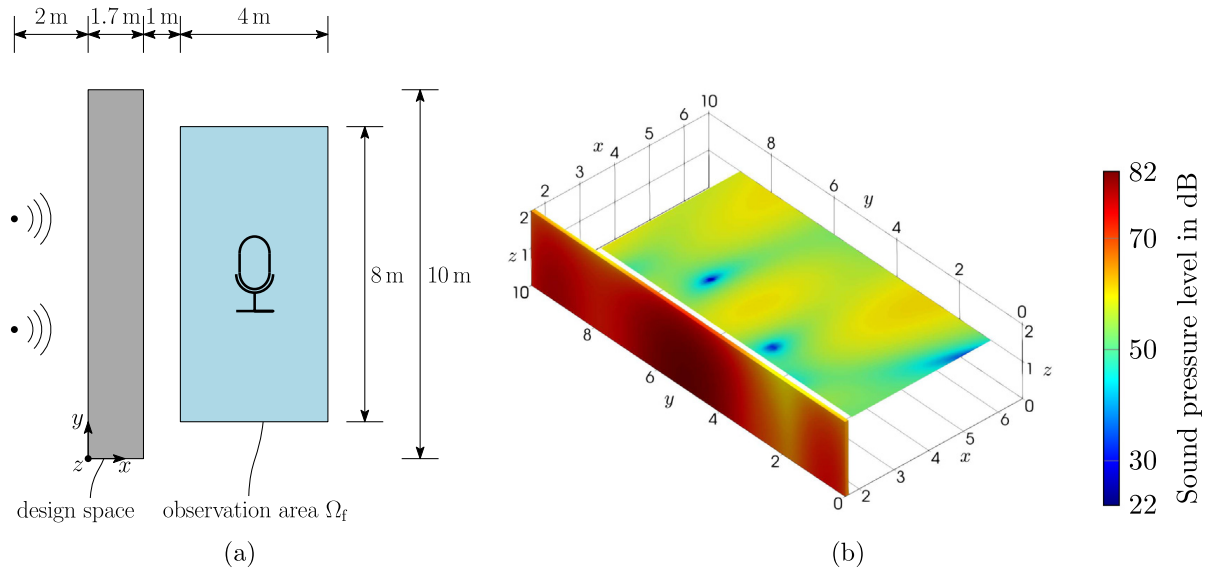 2 m 1.7 m 1 m 4 m
8 m 10 m
y
z x
design space observation area Ωf
(a)
10
6
x 5 8
4
3 6 y
2
2 4
z 1
10 2
8 0
2
6 1 z
y 0
4 6
5
2 4 x
3
0 2
(b)
82
70
50
30
22
Sound pressure level in dB